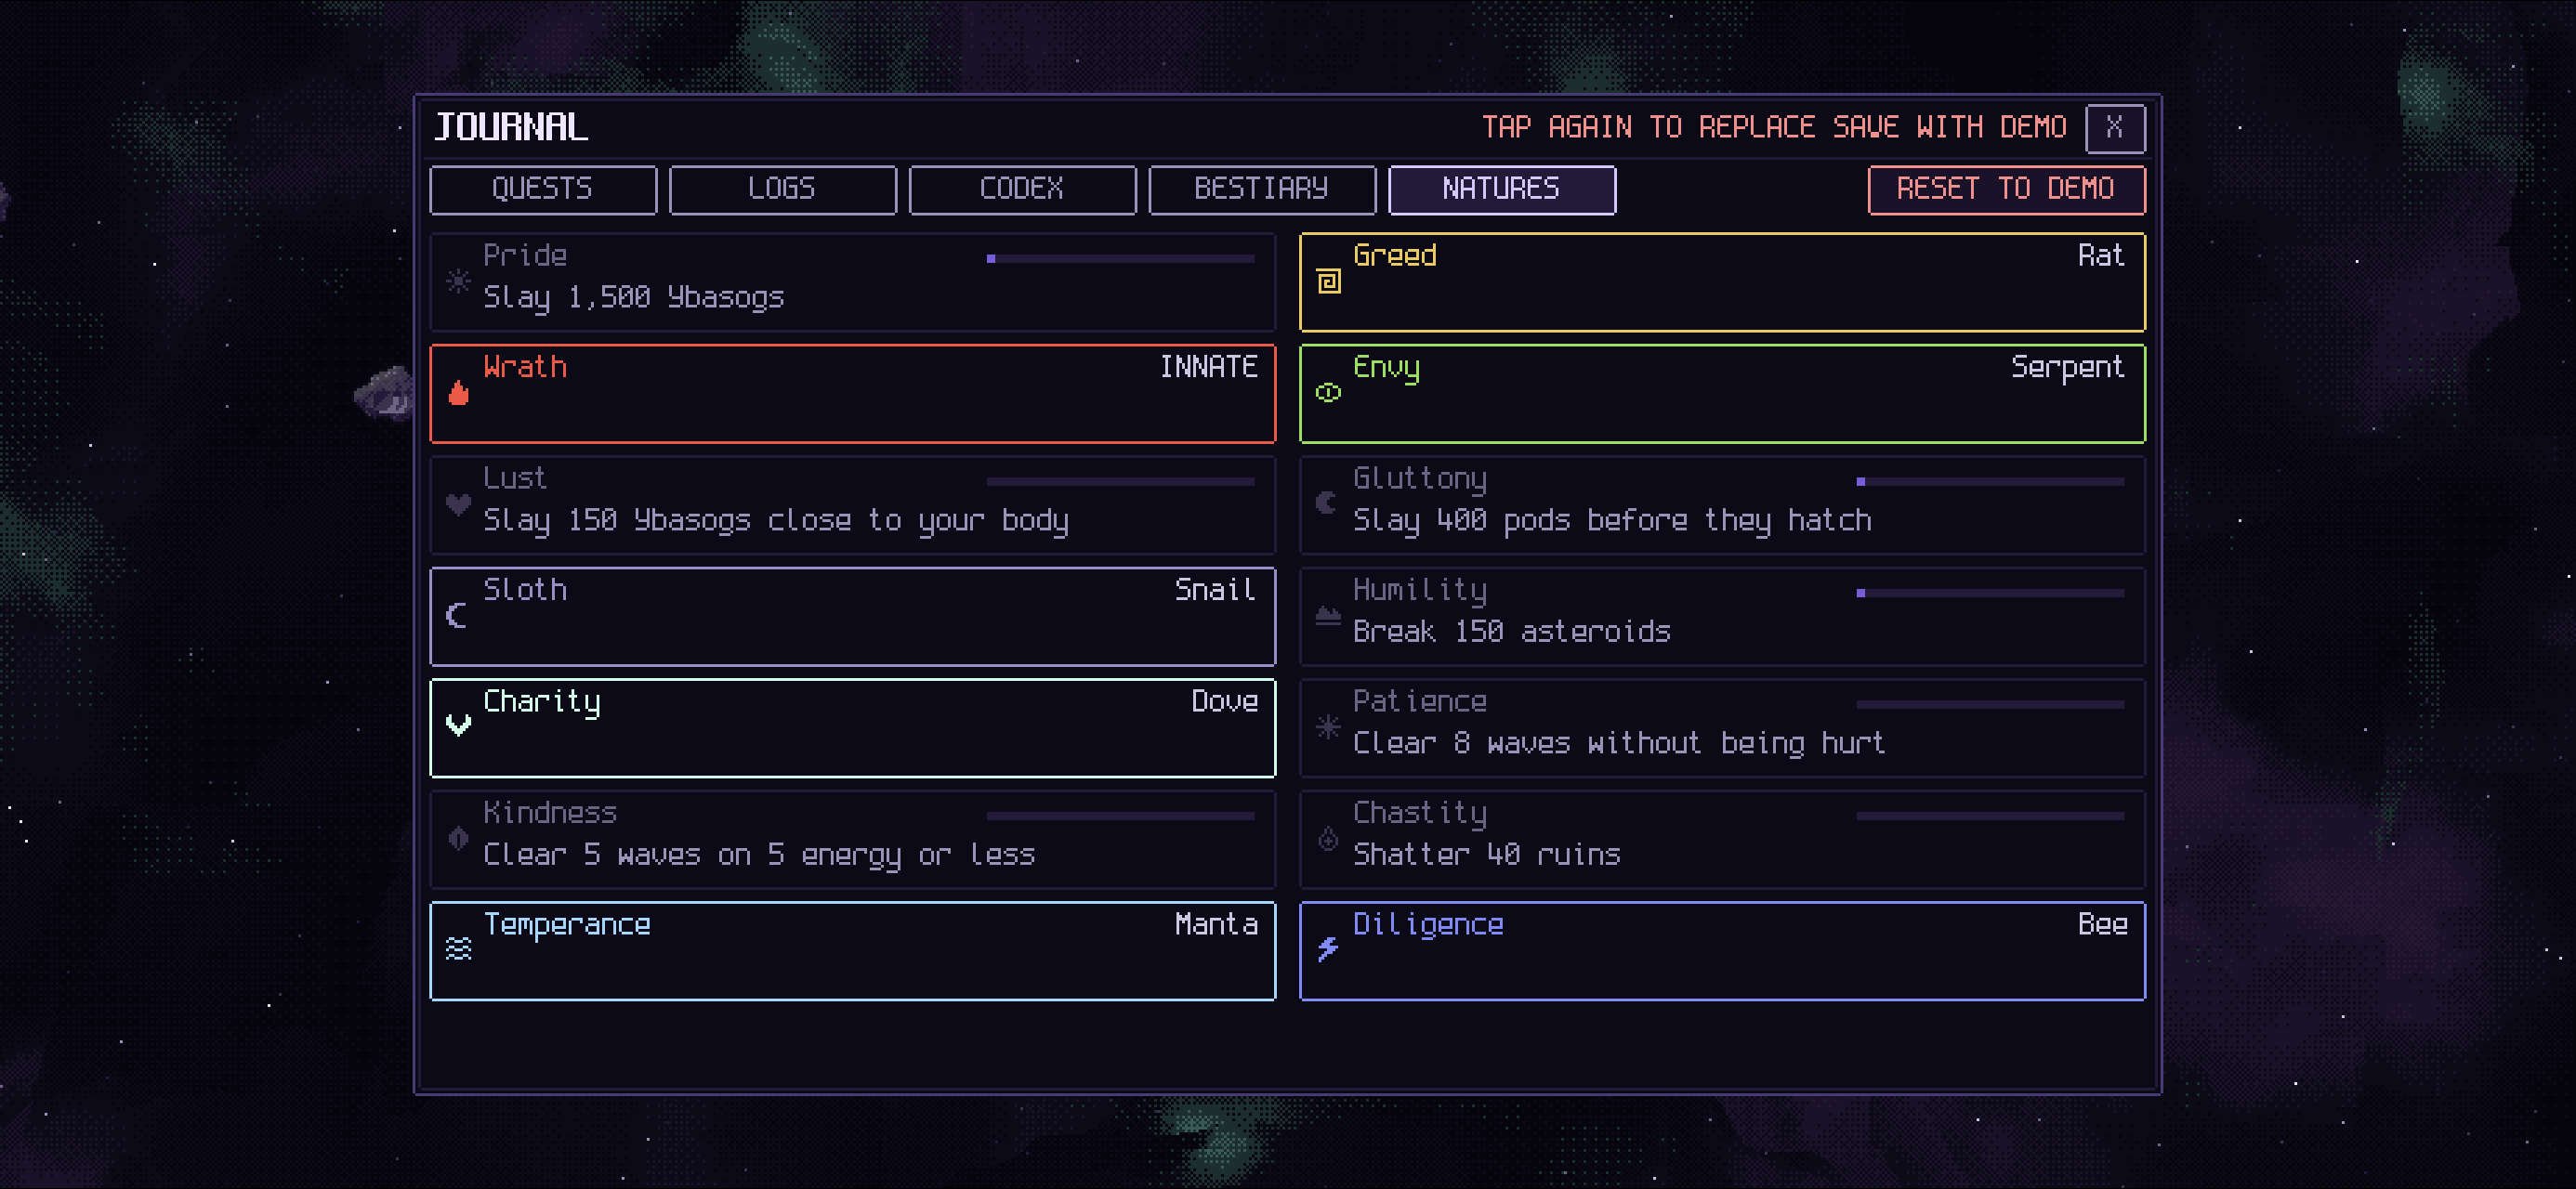 JOURNAL
TAP AGAIN TO REPLACE SAVE WITH DEMO
X
QUESTS
LOGS
CODEX
BESTIARY
NATURES
RESET TO DEMO
Pride
Slay 1,500 Ybasogs
Greed
Rat
Wrath
INNATE
Envy
Serpent
Lust
Slay 150 Ybasogs close to your body
Gluttony
Slay 400 pods before they hatch
Sloth
Snail
Humility
Break 150 asteroids
Charity
Dove
Patience
Clear 8 waves without being hurt
Kindness
Clear 5 waves on 5 energy or less
Chastity
Shatter 40 ruins
Temperance
Manta
Diligence
Bee